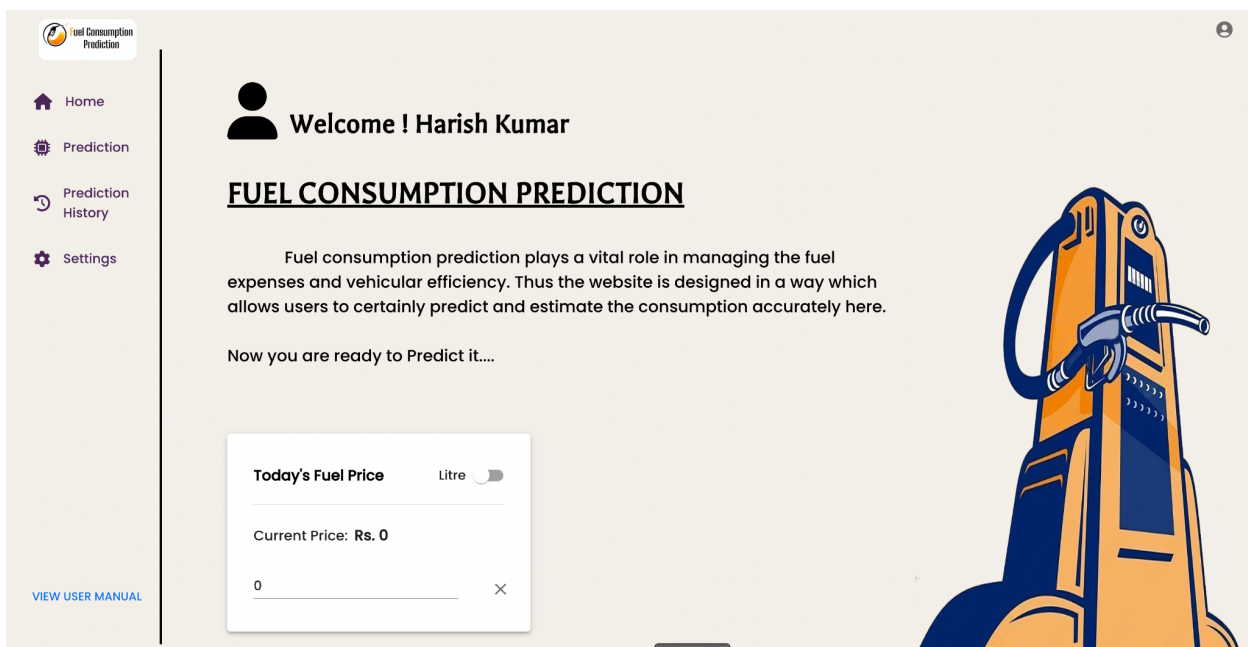 Fuel Consumption
Prediction
Home
Prediction
Prediction
History
Settings
VIEW USER MANUAL
Welcome ! Harish Kumar
FUEL CONSUMPTION PREDICTION
Fuel consumption prediction plays a vital role in managing the fuel
expenses and vehicular efficiency. Thus the website is designed in a way which
allows users to certainly predict and estimate the consumption accurately here.
Now you are ready to Predict it....
Today's Fuel Price Litre
Current Price: Rs. 0
0